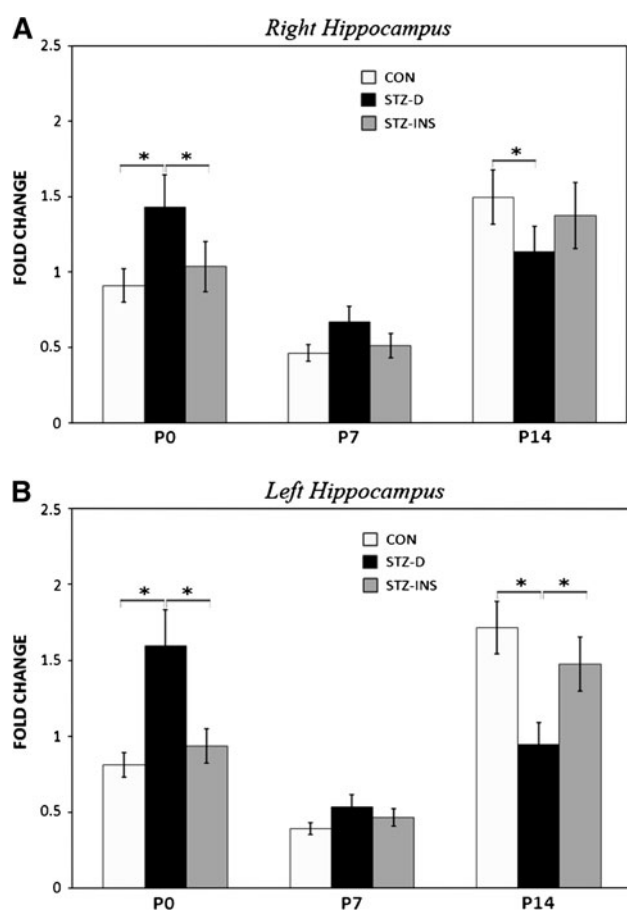 A
Right Hippocampus
2.5
2
1.5
1
0.5
0
FOLD CHANGE
CON
STZ-D
STZ-INS
* * *
P0 P7 P14
B
Left Hippocampus
2.5
2
1.5
1
0.5
0
FOLD CHANGE
CON
STZ-D
STZ-INS
* * * *
P0 P7 P14